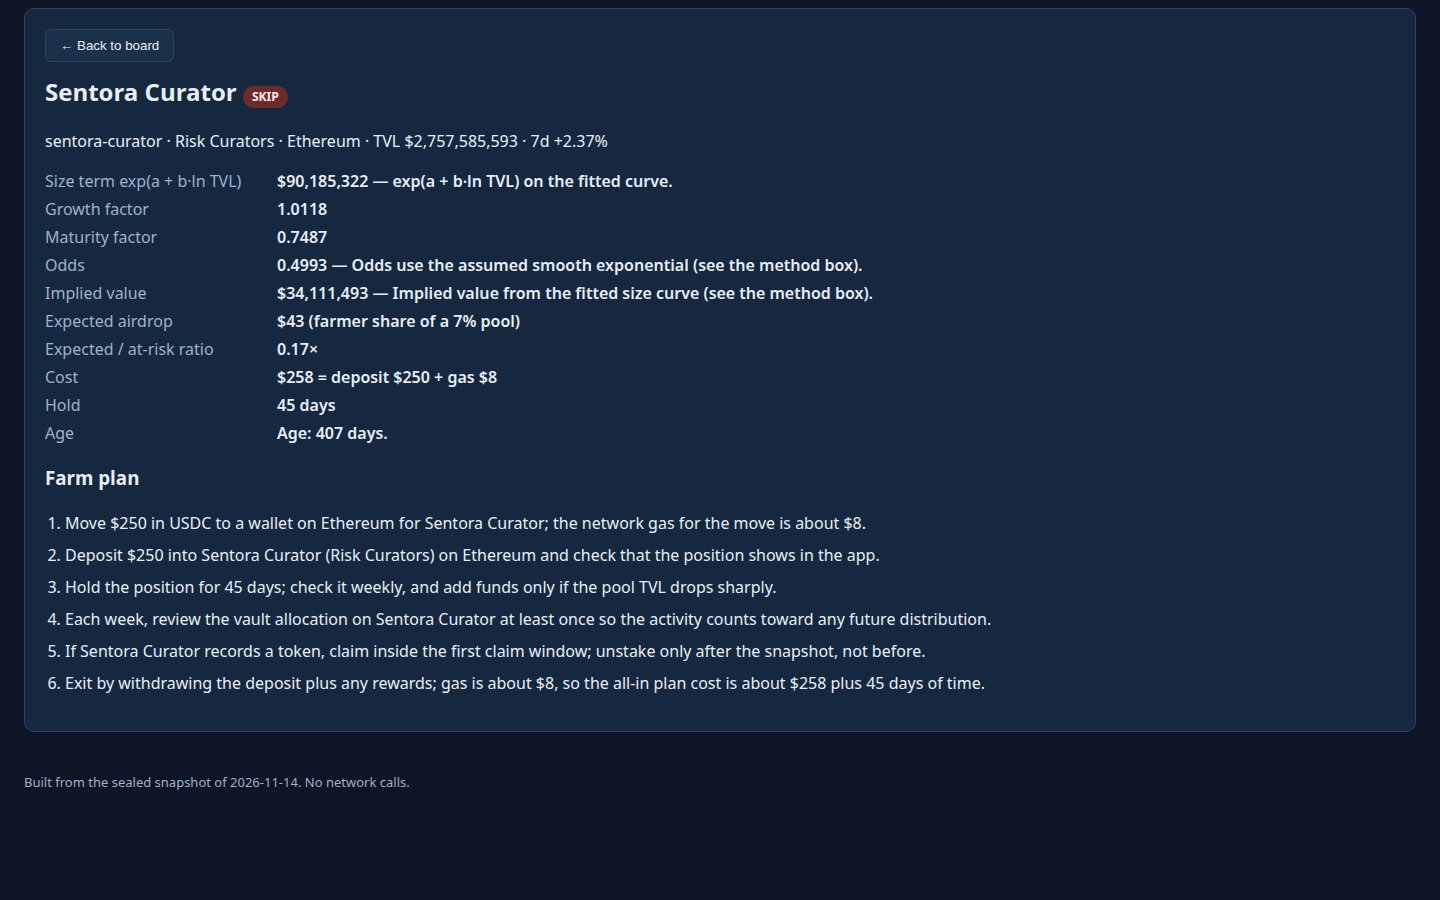 ← Back to board
Sentora Curator SKIP
sentora-curator · Risk Curators · Ethereum · TVL $2,757,585,593 · 7d +2.37%
Size term exp(a + b·ln TVL) $90,185,322 — exp(a + b·ln TVL) on the fitted curve.
Growth factor 1.0118
Maturity factor 0.7487
Odds 0.4993 — Odds use the assumed smooth exponential (see the method box).
Implied value $34,111,493 — Implied value from the fitted size curve (see the method box).
Expected airdrop $43 (farmer share of a 7% pool)
Expected / at-risk ratio 0.17×
Cost $258 = deposit $250 + gas $8
Hold 45 days
Age Age: 407 days.
Farm plan
1. Move $250 in USDC to a wallet on Ethereum for Sentora Curator; the network gas for the move is about $8.
2. Deposit $250 into Sentora Curator (Risk Curators) on Ethereum and check that the position shows in the app.
3. Hold the position for 45 days; check it weekly, and add funds only if the pool TVL drops sharply.
4. Each week, review the vault allocation on Sentora Curator at least once so the activity counts toward any future distribution.
5. If Sentora Curator records a token, claim inside the first claim window; unstake only after the snapshot, not before.
6. Exit by withdrawing the deposit plus any rewards; gas is about $8, so the all-in plan cost is about $258 plus 45 days of time.
Built from the sealed snapshot of 2026-11-14. No network calls.